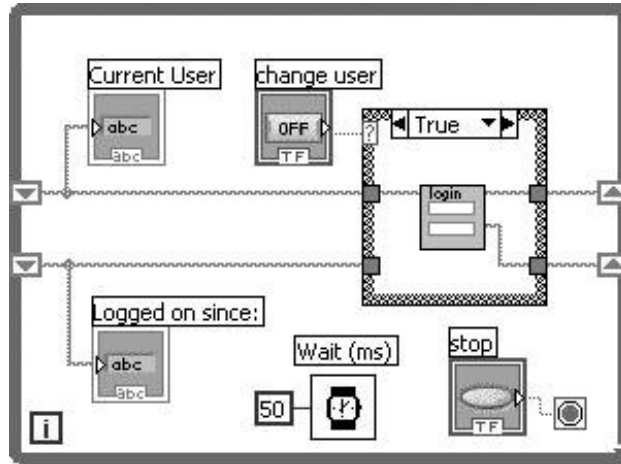 Current User
change user
abc
abc
OFF
TF
?
True
login
Logged on since:
abc
abc
Wait (ms)
50
stop
TF
i